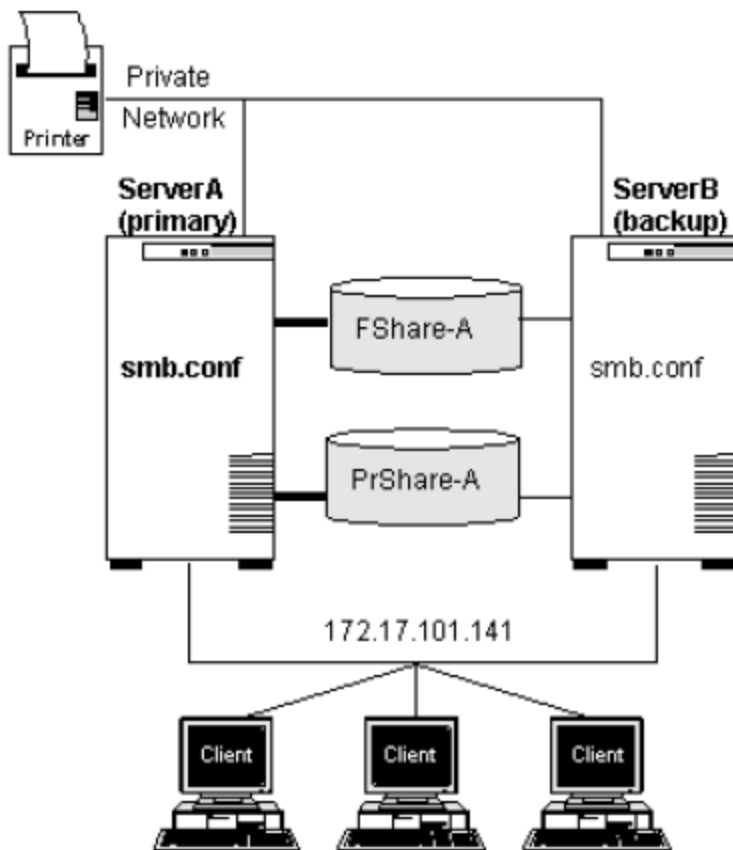 Private
Network
Printer
ServerA
(primary)
ServerB
(backup)
FShare-A
smb.conf
smb.conf
PrShare-A
172.17.101.141
Client
Client
Client